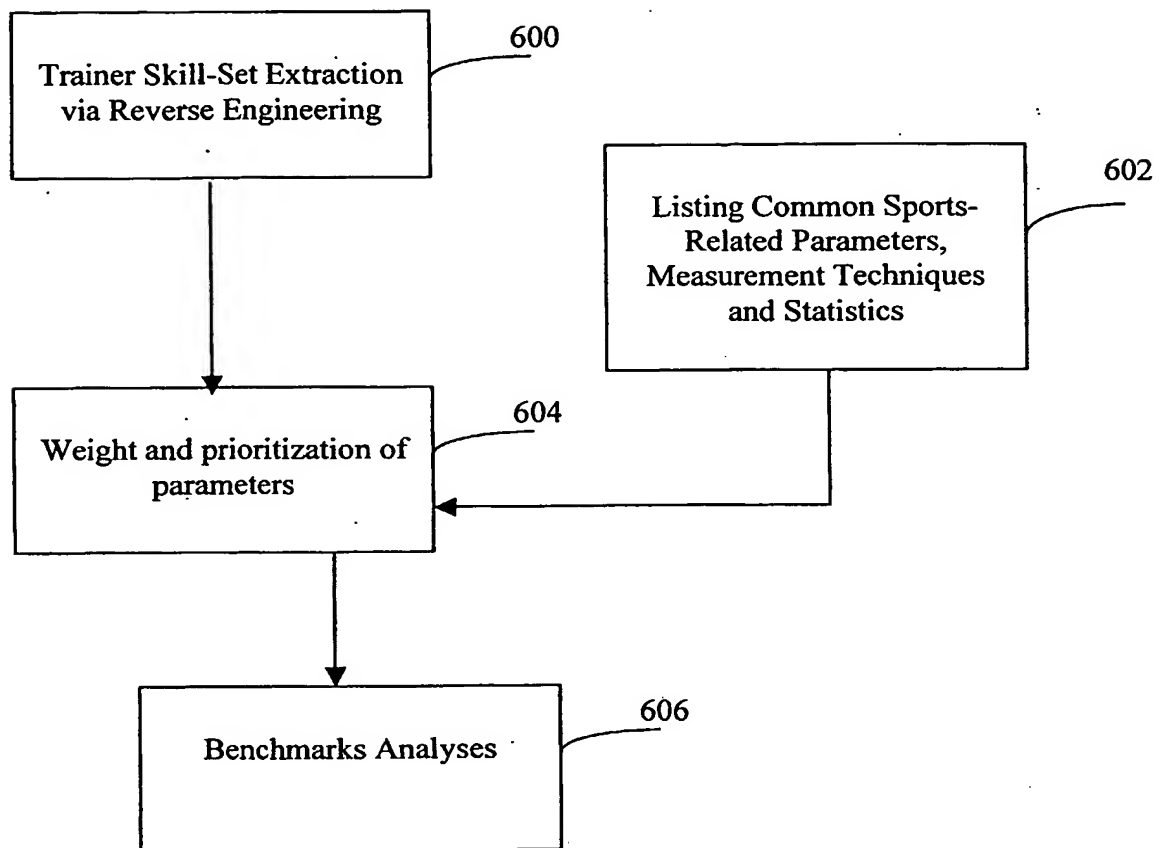 600
Trainer Skill-Set Extraction
via Reverse Engineering
602
Listing Common Sports-
Related Parameters,
Measurement Techniques
and Statistics
604
Weight and prioritization of
parameters
606
Benchmarks Analyses